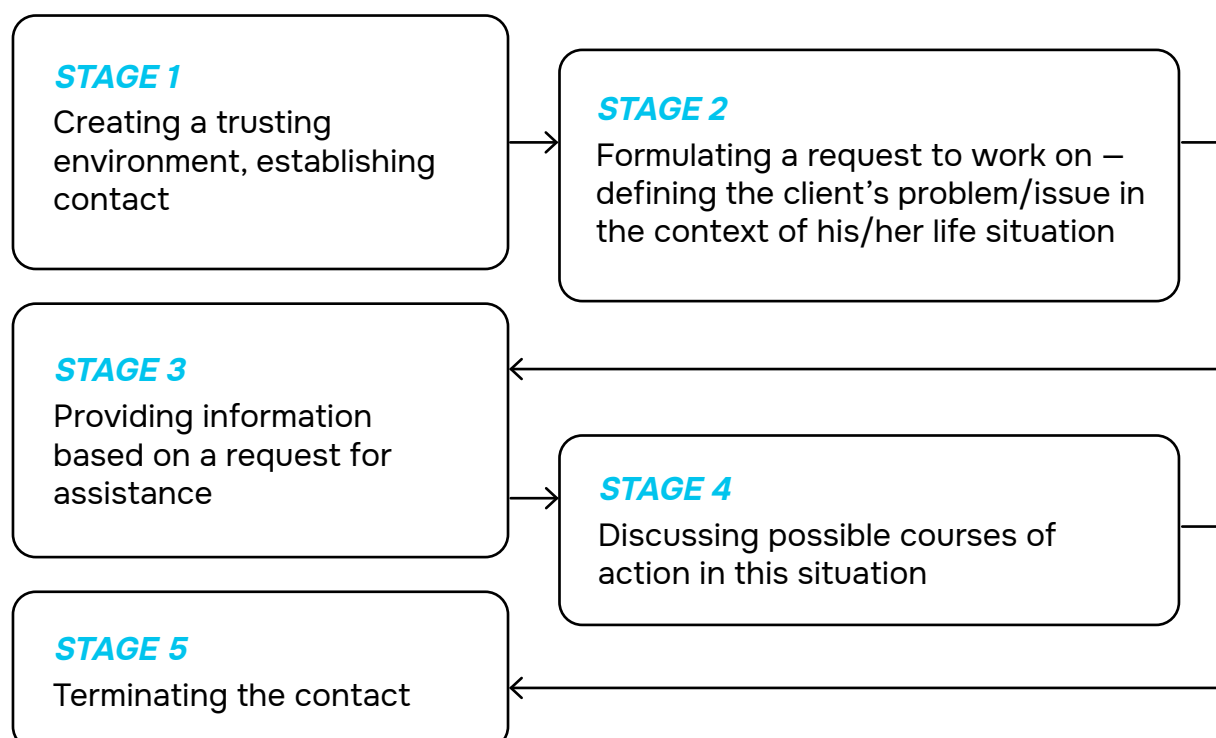 STAGE 1
Creating a trusting
environment, establishing
contact
STAGE 2
Formulating a request to work on —
defining the client’s problem/issue in
the context of his/her life situation
STAGE 3
Providing information
based on a request for
assistance
STAGE 4
Discussing possible courses of
action in this situation
STAGE 5
Terminating the contact